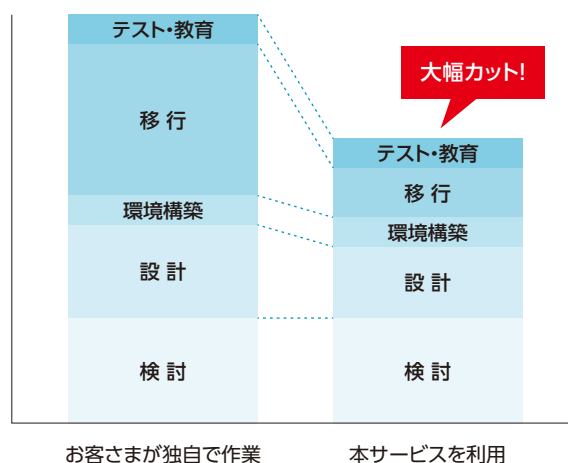 テスト・教育
移 行
環境構築
設 計
検 討
お客さまが独自で作業
大幅カット!
テスト・教育
移 行
環境構築
設 計
検 討
本サービスを利用